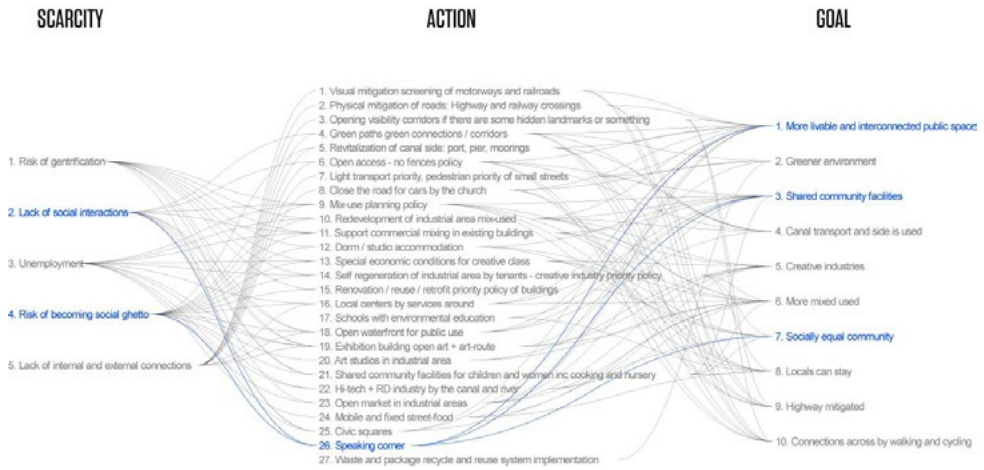 SCARCITY
ACTION
GOAL
1. Risk of gentrification
2. Lack of social interactions
3. Unemployment
4. Risk of becoming social ghetto
5. Lack of internal and external connections
1. Visual mitigation screening of motorways and railroads
2. Physical mitigation of roads: Highway and railway crossings
3. Opening visibility corridors if there are some hidden landmarks or something
4. Green paths green connections / corridors
5. Revitalization of canal side: port, pier, moorings
6. Open access - no fences policy
7. Light transport priority, pedestrian priority of small streets
8. Close the road for cars by the church
9. Mix-use planning policy
10. Redevelopment of industrial area mix-used
11. Support commercial mixing in existing buildings
12. Dorm / studio accommodation
13. Special economic conditions for creative class
14. Self regeneration of industrial area by tenants - creative industry priority policy
15. Renovation / reuse / retrofit priority policy of buildings
16. Local centers by services around
17. Schools with environmental education
18. Open waterfront for public use
19. Exhibition building open art + art-route
20. Art studios in industrial area
21. Shared community facilities for children and women inc cooking and nursery
22. Hi-tech + RD industry by the canal and river
23. Open market in industrial areas
24. Mobile and fixed street-food
25. Civic squares
26. Speaking corner
27. Waste and package recycle and reuse system implementation
1. More livable and interconnected public spaces
2. Greener environment
3. Shared community facilities
4. Canal transport and side is used
5. Creative industries
6. More mixed used
7. Socially equal community
8. Locals can stay
9. Highway mitigated
10. Connections across by walking and cycling